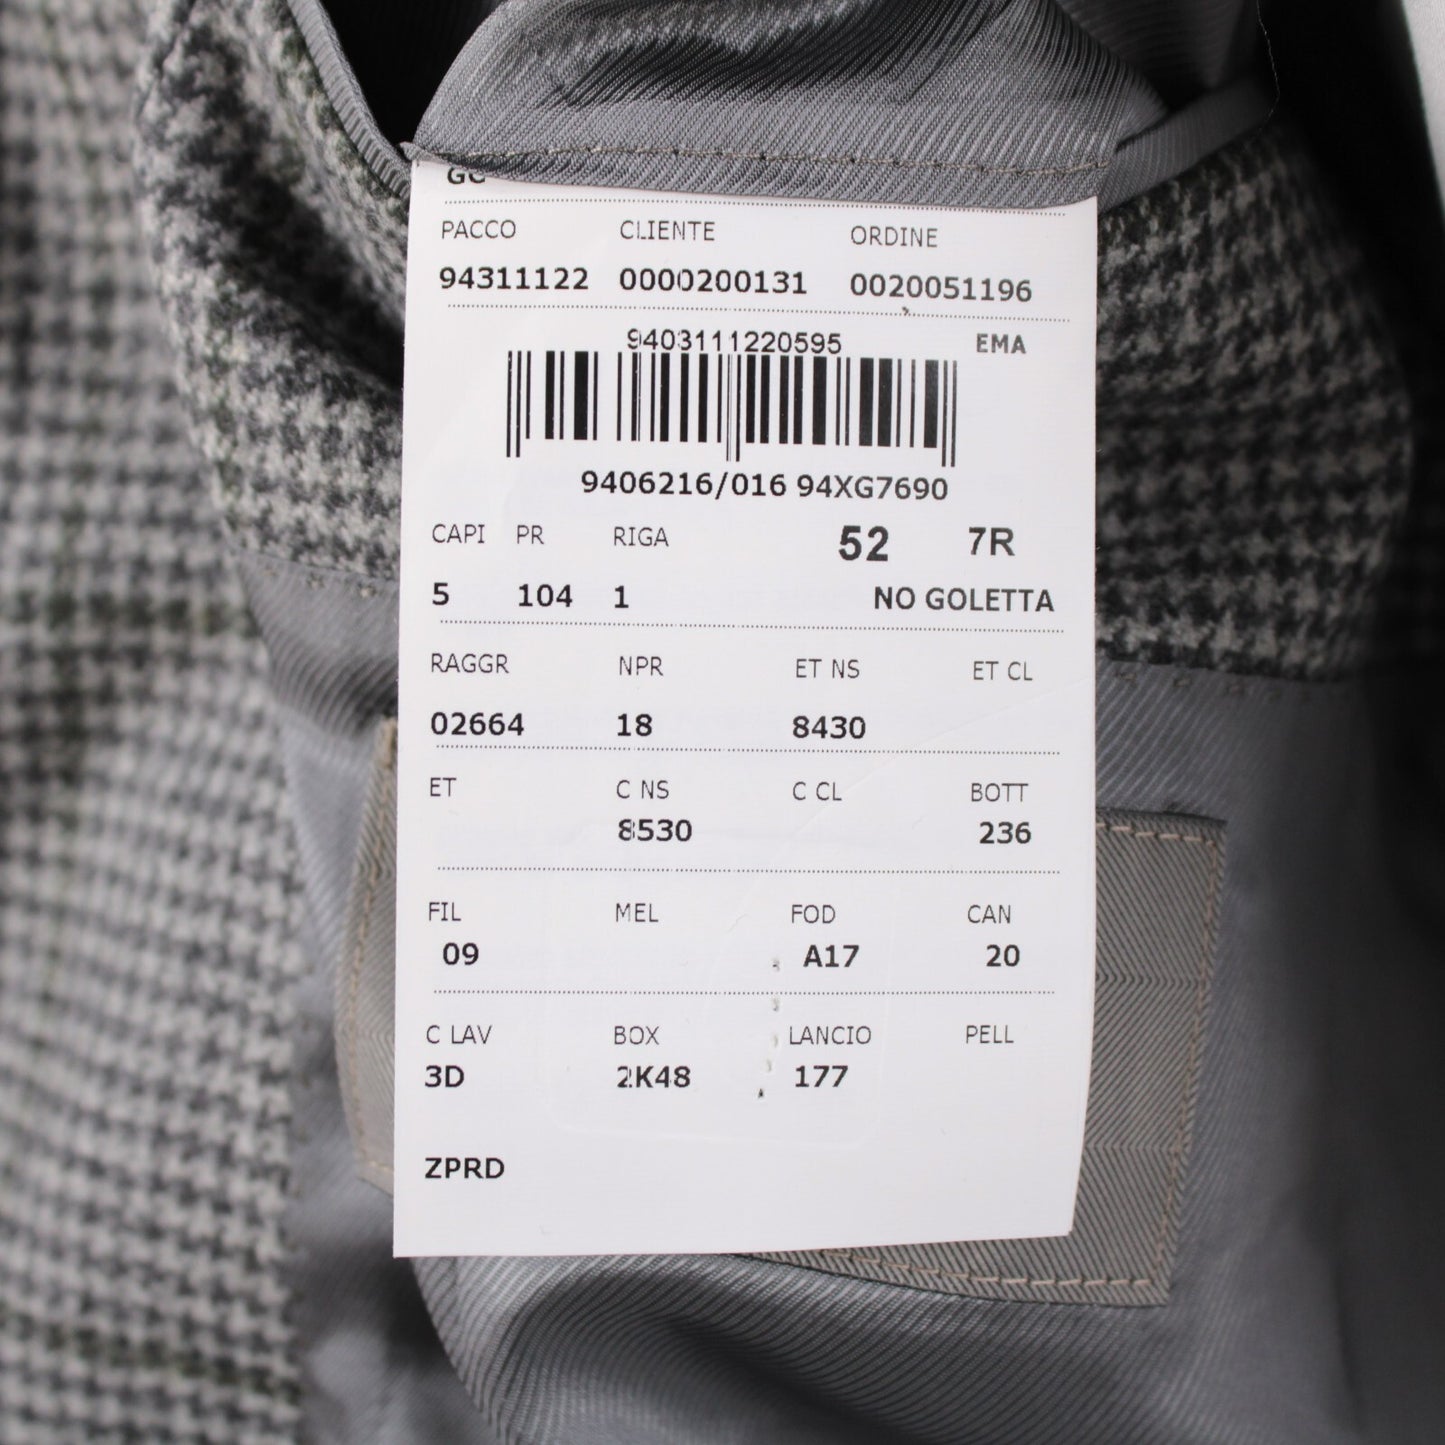 GC
PACCO CLIENTE ORDINE
94311122 0000200131 0020051196
9403111220595 EMA
9406216/016 94XG7690
CAPI PR RIGA 52 7R
5 104 1 NO GOLETTA
RAGGR NPR ET NS ET CL
02664 18 8430
ET C NS C CL BOTT
8530 236
FIL MEL FOD CAN
09 A17 20
C LAV BOX LANCIO PELL
3D 2K48 177
ZPRD